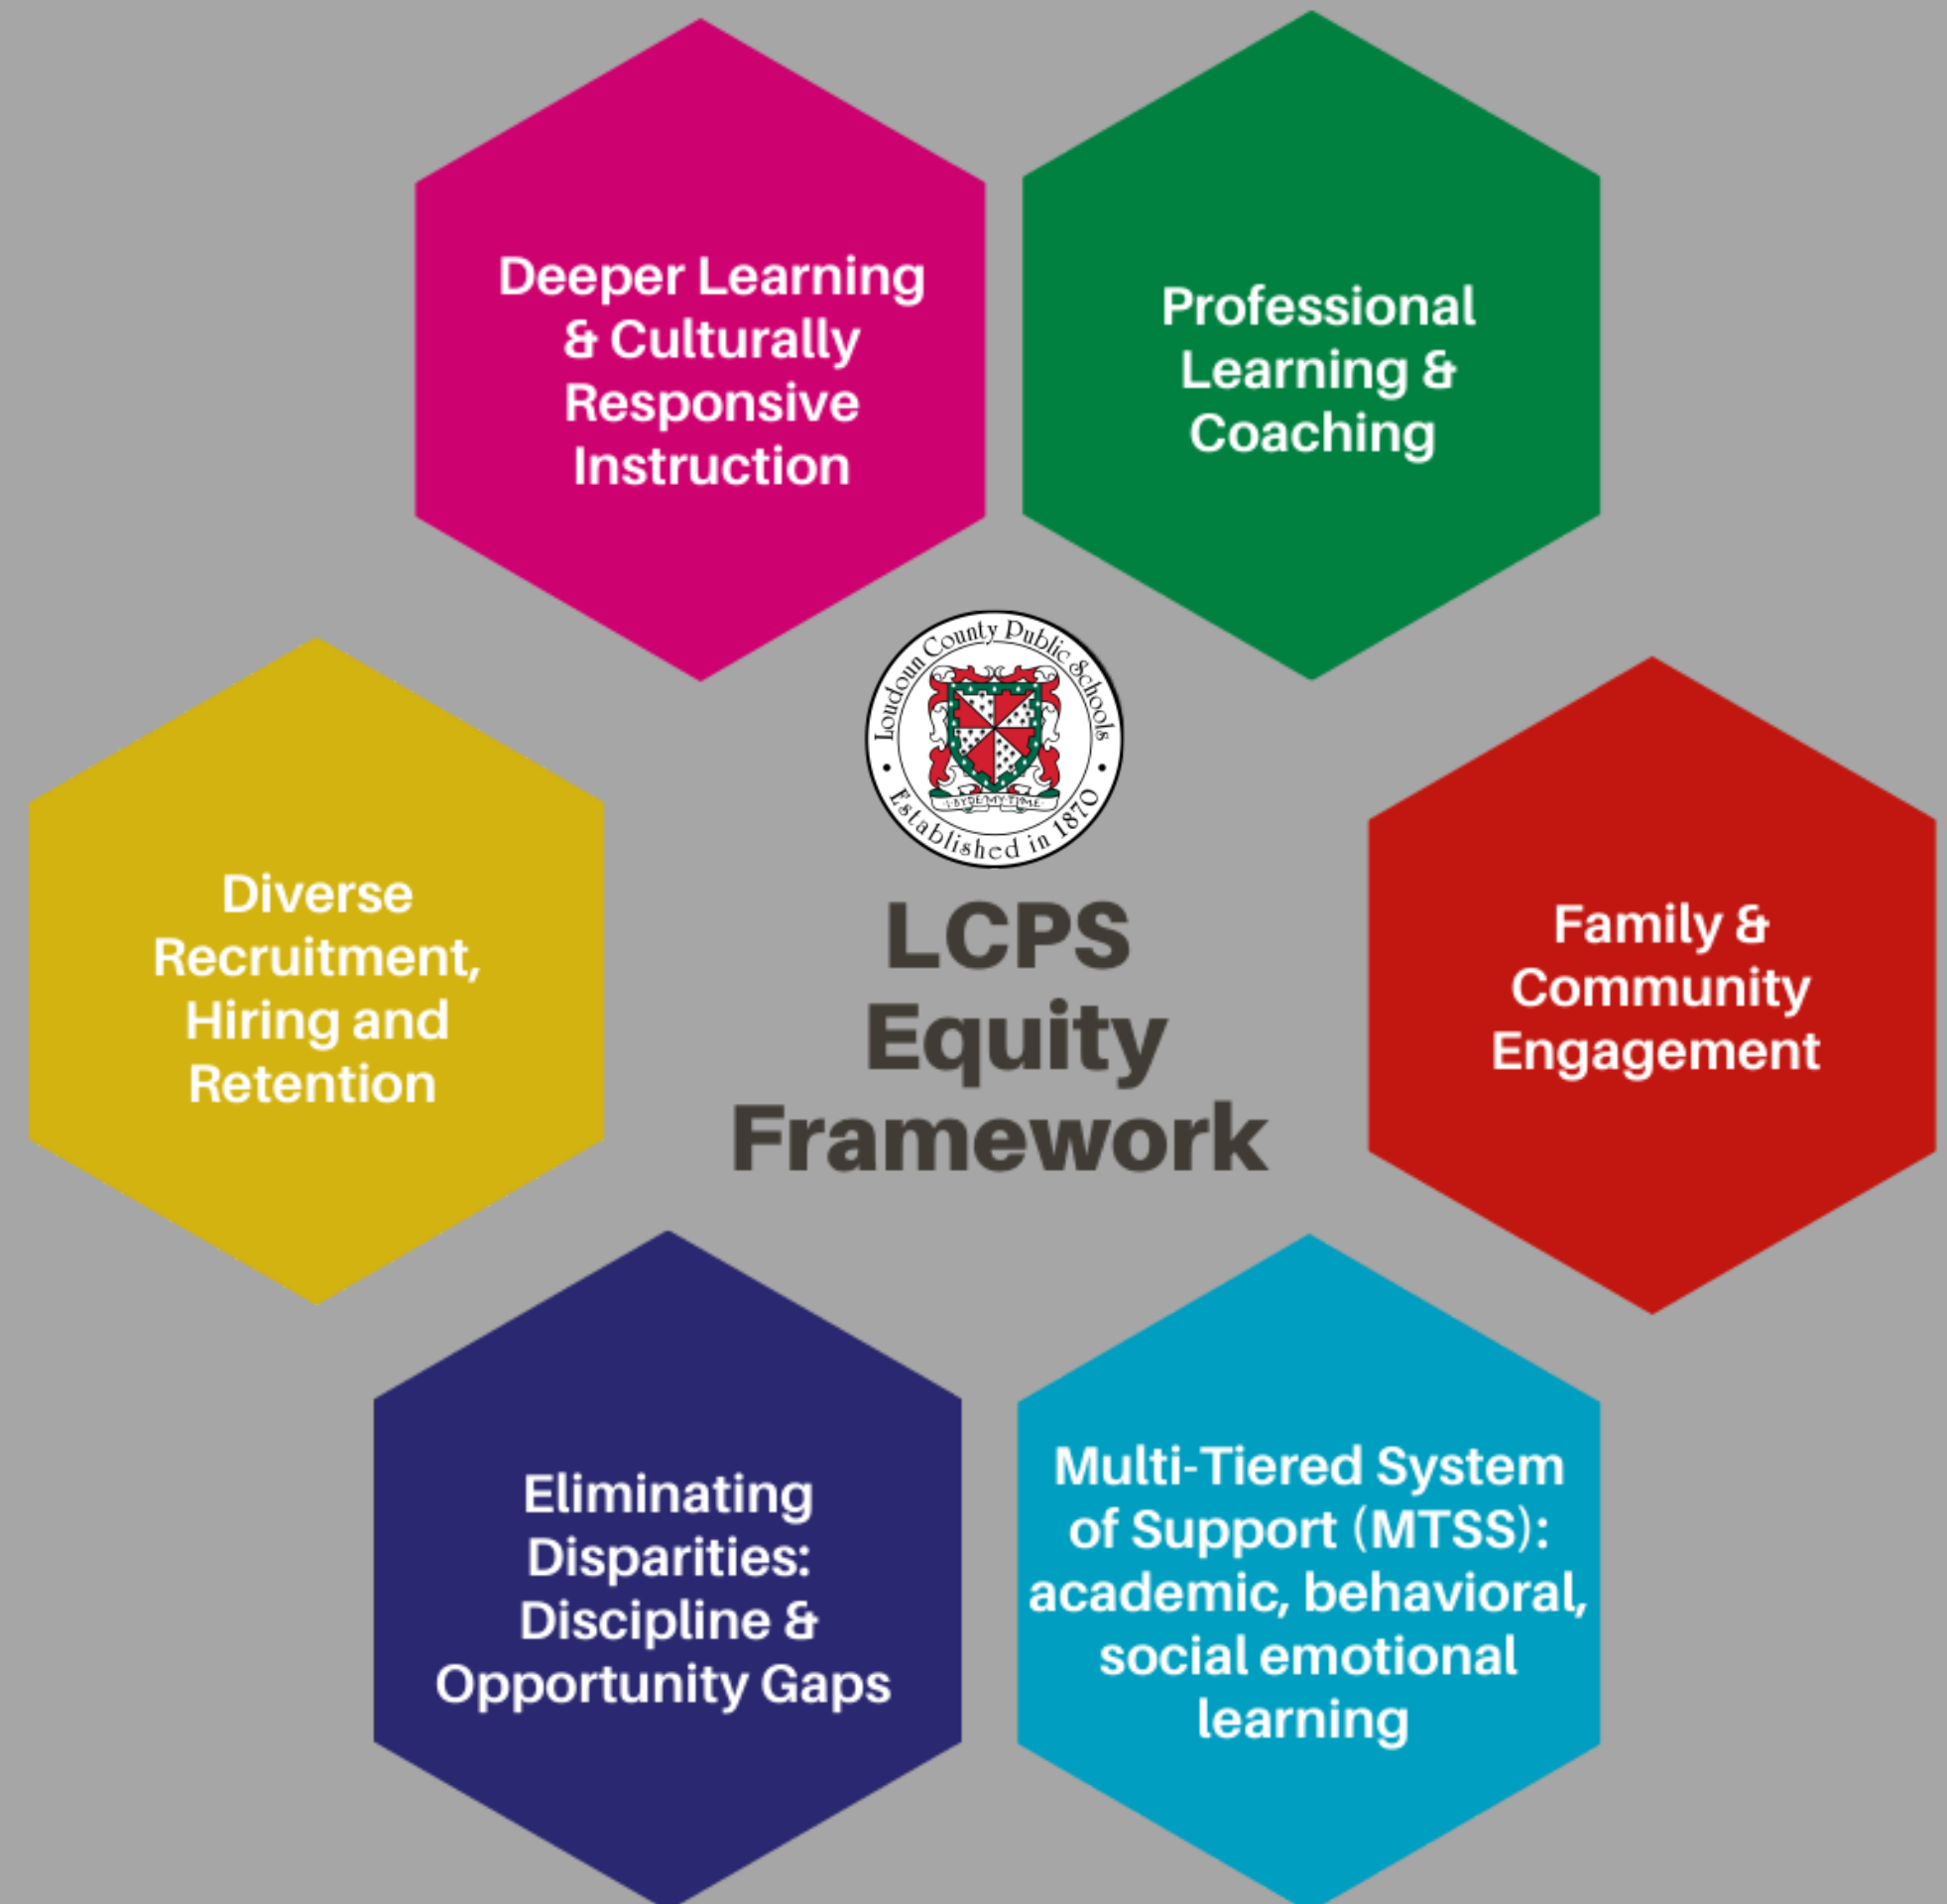 Deeper Learning
& Culturally
Responsive
Instruction
Professional
Learning &
Coaching
Loudoun County Public Schools
I·BYDE·MY·TIME
Established in 1870
LCPS
Equity
Framework
Diverse
Recruitment,
Hiring and
Retention
Family &
Community
Engagement
Eliminating
Disparities:
Discipline &
Opportunity Gaps
Multi-Tiered System
of Support (MTSS):
academic, behavioral,
social emotional
learning